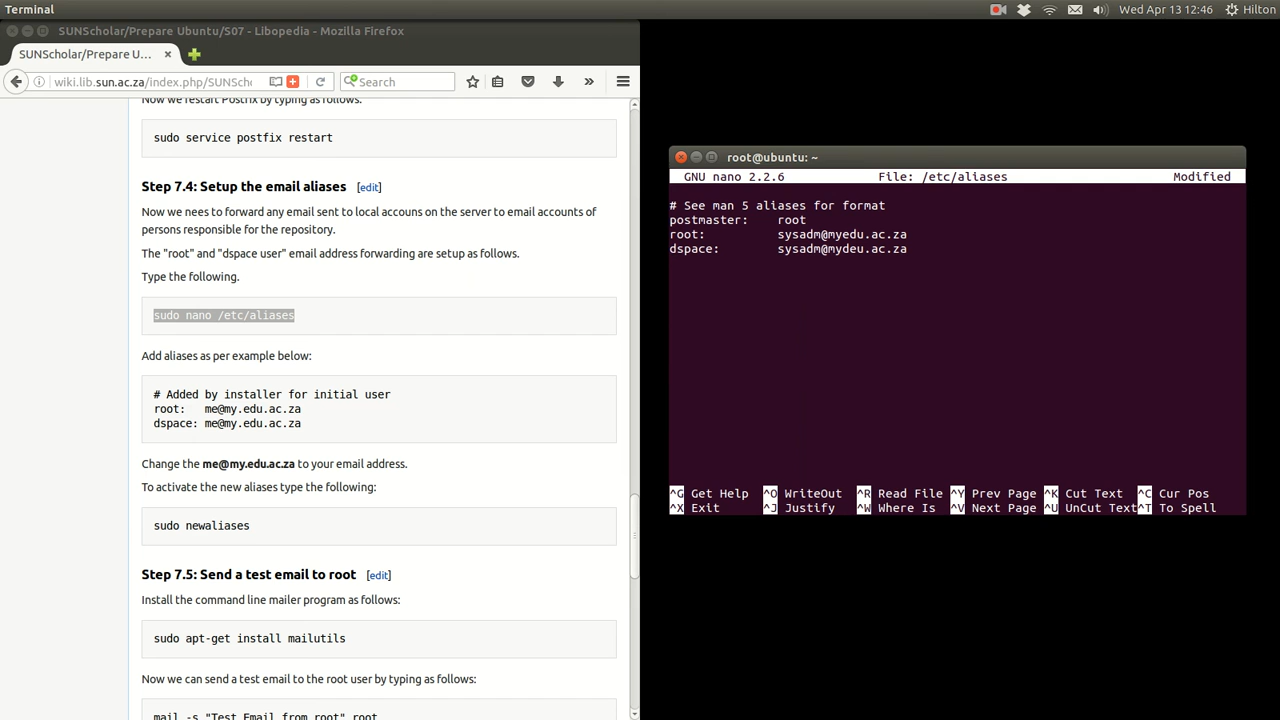 Terminal
Wed Apr 13 12:46 Hilton
SUNScholar/Prepare Ubuntu/S07 - Libopedia - Mozilla Firefox
SUNScholar/Prepare U...
wiki.lib.sun.ac.za/index.php/SUNSch
Search
Now we restart Postfix by typing as follows.
sudo service postfix restart
Step 7.4: Setup the email aliases [edit]
Now we nees to forward any email sent to local accouns on the server to email accounts of
persons responsible for the repository.
The "root" and "dspace user" email address forwarding are setup as follows.
Type the following.
sudo nano /etc/aliases
Add aliases as per example below:
# Added by installer for initial user
root:   me@my.edu.ac.za
dspace: me@my.edu.ac.za
Change the me@my.edu.ac.za to your email address.
To activate the new aliases type the following:
sudo newaliases
Step 7.5: Send a test email to root [edit]
Install the command line mailer program as follows:
sudo apt-get install mailutils
Now we can send a test email to the root user by typing as follows:
mail -s "Test Email from root" root
root@ubuntu: ~
GNU nano 2.2.6 File: /etc/aliases Modified
# See man 5 aliases for format
postmaster:    root
root:          sysadm@myedu.ac.za
dspace:        sysadm@mydeu.ac.za
^G Get Help ^O WriteOut ^R Read File ^Y Prev Page ^K Cut Text ^C Cur Pos
^X Exit ^J Justify ^W Where Is ^V Next Page ^U UnCut Text ^T To Spell